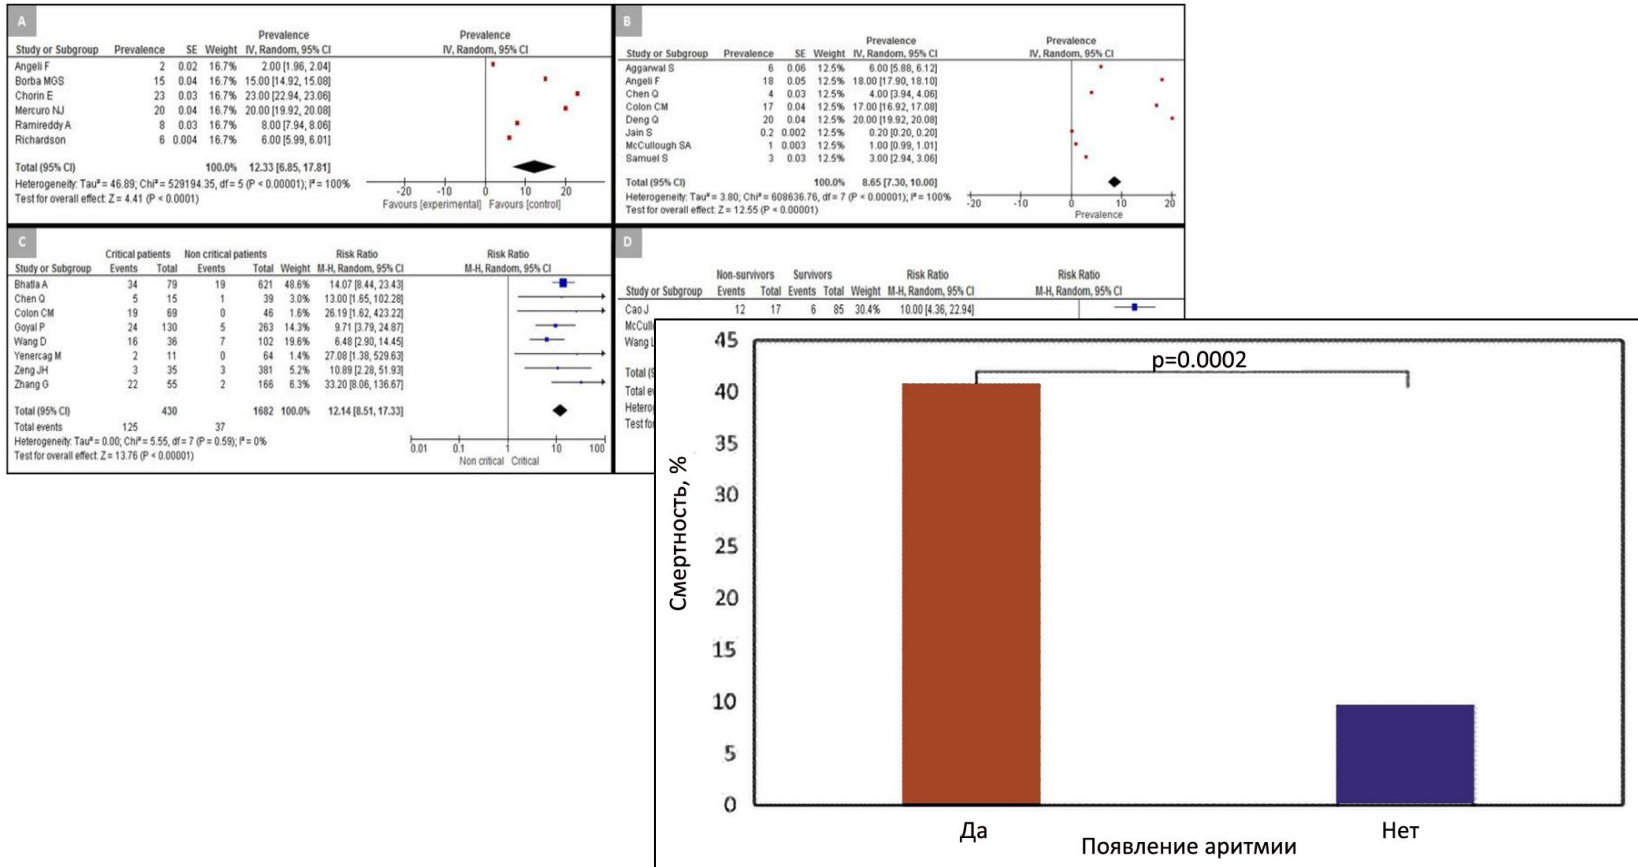 A
Prevalence Prevalence
Study or Subgroup Prevalence SE Weight IV, Random, 95% CI IV, Random, 95% CI
Angeli F 2 0.02 16.7% 2.00 [1.96, 2.04]
Borba MGS 15 0.04 16.7% 15.00 [14.92, 15.08]
Chorin E 23 0.03 16.7% 23.00 [22.94, 23.06]
Mercuro NJ 20 0.04 16.7% 20.00 [19.92, 20.08]
Ramireddy A 8 0.03 16.7% 8.00 [7.94, 8.06]
Richardson 6 0.004 16.7% 6.00 [5.99, 6.01]
Total (95% CI) 100.0% 12.33 [6.85, 17.81]
Heterogeneity: Tau² = 46.89; Chi² = 529194.35, df = 5 (P < 0.00001); I² = 100%
Test for overall effect: Z = 4.41 (P < 0.0001)
-20 -10 0 10 20
Favours [experimental] Favours [control]
B
Prevalence Prevalence
Study or Subgroup Prevalence SE Weight IV, Random, 95% CI IV, Random, 95% CI
Aggarwal S 6 0.06 12.5% 6.00 [5.88, 6.12]
Angeli F 18 0.05 12.5% 18.00 [17.90, 18.10]
Chen Q 4 0.03 12.5% 4.00 [3.94, 4.06]
Colon CM 17 0.04 12.5% 17.00 [16.92, 17.08]
Deng Q 20 0.04 12.5% 20.00 [19.92, 20.08]
Jain S 0.2 0.002 12.5% 0.20 [0.20, 0.20]
McCullough SA 1 0.003 12.5% 1.00 [0.99, 1.01]
Samuel S 3 0.03 12.5% 3.00 [2.94, 3.06]
Total (95% CI) 100.0% 8.65 [7.30, 10.00]
Heterogeneity: Tau² = 3.80; Chi² = 608636.76, df = 7 (P < 0.00001); I² = 100%
Test for overall effect: Z = 12.55 (P < 0.00001)
-20 -10 0 10 20
Prevalence
C
Critical patients Non critical patients Risk Ratio Risk Ratio
Study or Subgroup Events Total Events Total Weight M-H, Random, 95% CI M-H, Random, 95% CI
Bhatla A 34 79 19 621 48.6% 14.07 [8.44, 23.43]
Chen Q 5 15 1 39 3.0% 13.00 [1.65, 102.28]
Colon CM 19 69 0 46 1.6% 26.19 [1.62, 423.22]
Goyal P 24 130 5 263 14.3% 9.71 [3.79, 24.87]
Wang D 16 36 7 102 19.6% 6.48 [2.90, 14.45]
Yenercag M 2 11 0 64 1.4% 27.08 [1.38, 529.63]
Zeng JH 3 35 3 381 5.2% 10.89 [2.28, 51.93]
Zhang G 22 55 2 166 6.3% 33.20 [8.06, 136.67]
Total (95% CI) 430 1682 100.0% 12.14 [8.51, 17.33]
Total events 125 37
Heterogeneity: Tau² = 0.00; Chi² = 5.55, df = 7 (P = 0.59); I² = 0%
Test for overall effect: Z = 13.76 (P < 0.00001)
0.01 0.1 1 10 100
Non critical Critical
D
Non-survivors Survivors Risk Ratio Risk Ratio
Study or Subgroup Events Total Events Total Weight M-H, Random, 95% CI M-H, Random, 95% CI
Cao J 12 17 6 85 30.4% 10.00 [4.36, 22.94]
McCull
Wang L
Total (9
Total ev
Hetero
Test fo
Смертность, %
45
40
35
30
25
20
15
10
5
0
p=0.0002
Да Нет
Появление аритмии